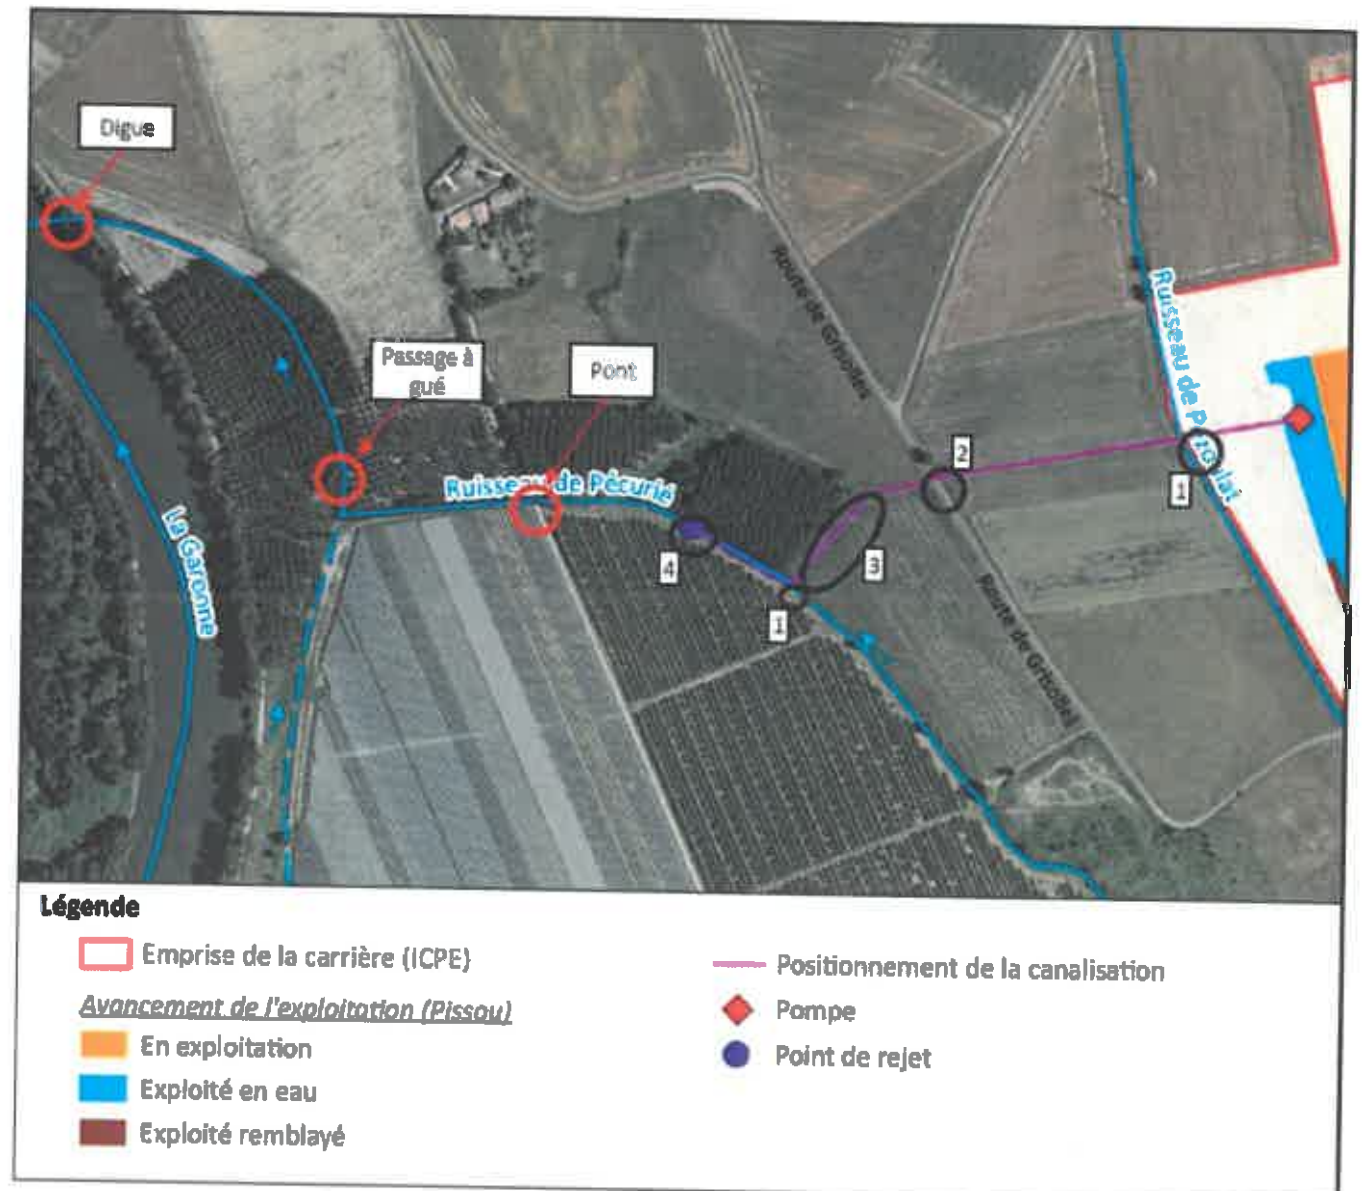 Digue
Passage à
gué
Pont
Route de Grisolles
Ruisseau de
2
1
Ruisseau de Pécurié
La Garonne
4
3
1
Route de Grisolles
Légende
Emprise de la carrière (ICPE)
Avancement de l'exploitation (Pissou)
En exploitation
Exploité en eau
Exploité remblayé
Positionnement de la canalisation
Pompe
Point de rejet